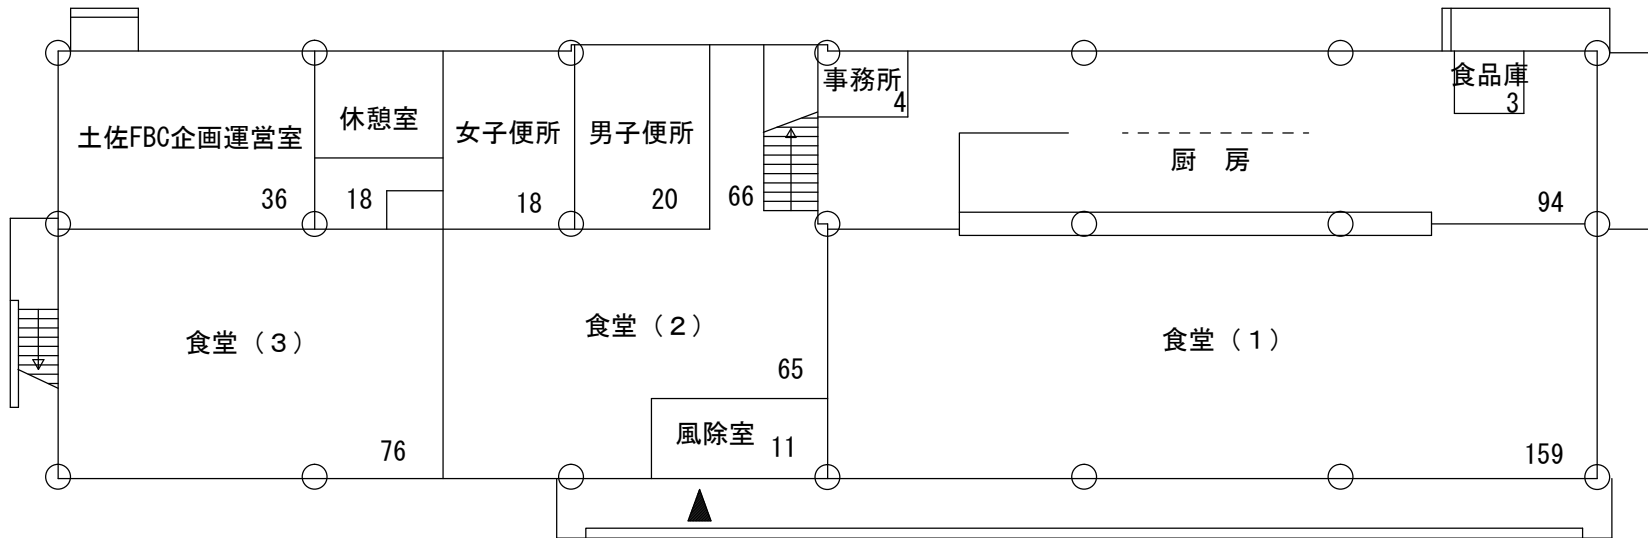 事務所
4
食品庫
3
土佐FBC企画運営室
36
休憩室
18
女子便所
18
男子便所
20
66
厨　房
94
食堂（３）
76
食堂（２）
65
食堂（１）
159
風除室
11